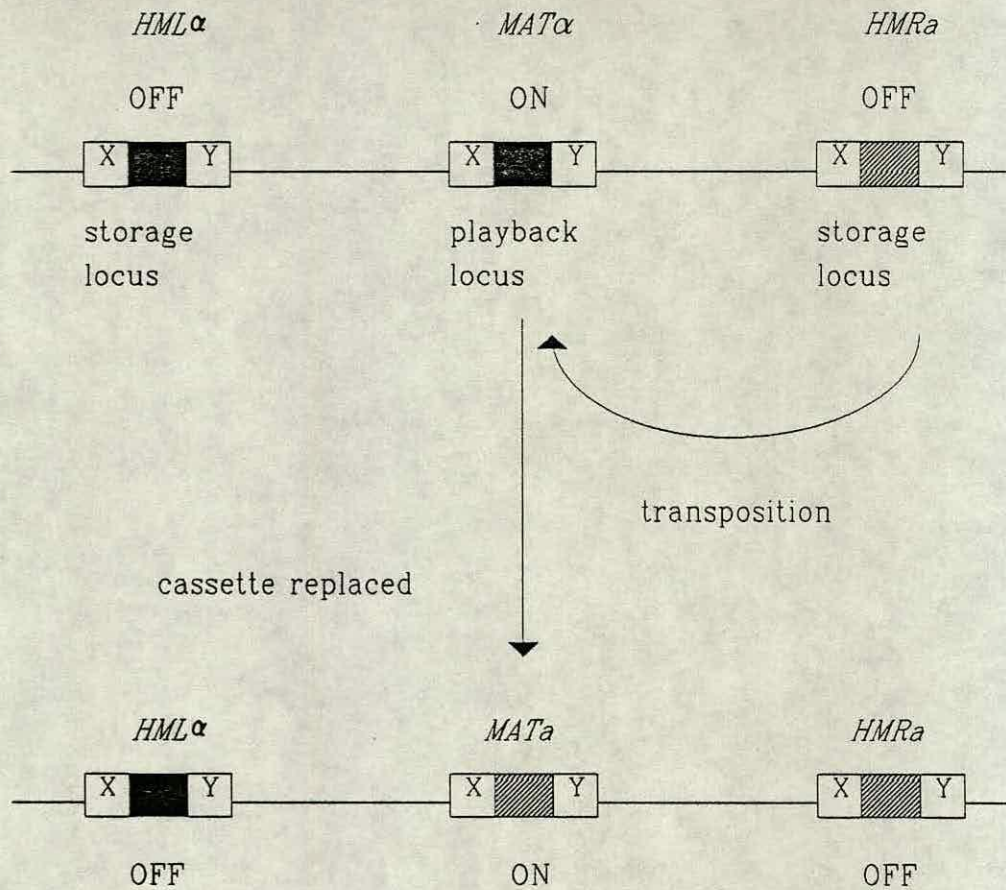 HMLα MATα HMRa
OFF ON OFF
X Y X Y X Y
storage locus
playback locus
storage locus
transposition
cassette replaced
HMLα MATa HMRa
X Y X Y X Y
OFF ON OFF